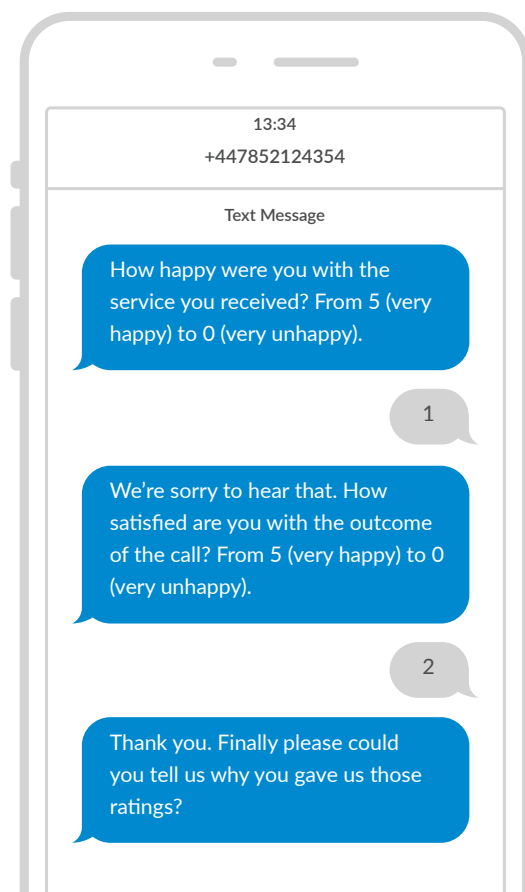 13:34
+447852124354
Text Message
How happy were you with the
service you received? From 5 (very
happy) to 0 (very unhappy).
1
We’re sorry to hear that. How
satisfied are you with the outcome
of the call? From 5 (very happy) to 0
(very unhappy).
2
Thank you. Finally please could
you tell us why you gave us those
ratings?